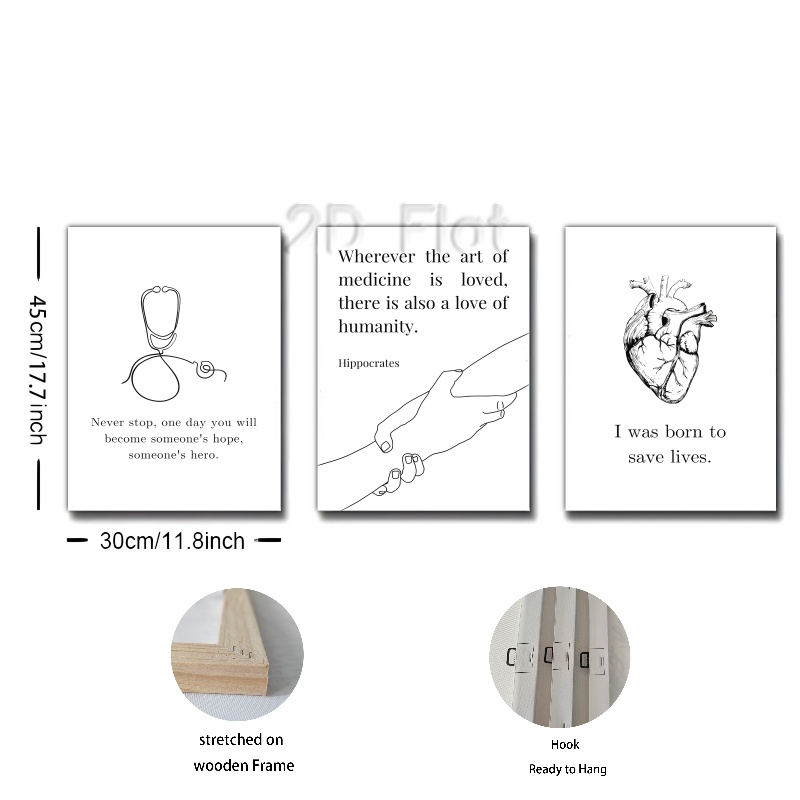 2D Flat
Wherever the art of
medicine is loved,
there is also a love of
humanity.
Hippocrates
Never stop, one day you will
become someone's hope,
someone's hero.
I was born to
save lives.
45cm/17.7inch
30cm/11.8inch
stretched on
wooden Frame
Hook
Ready to Hang